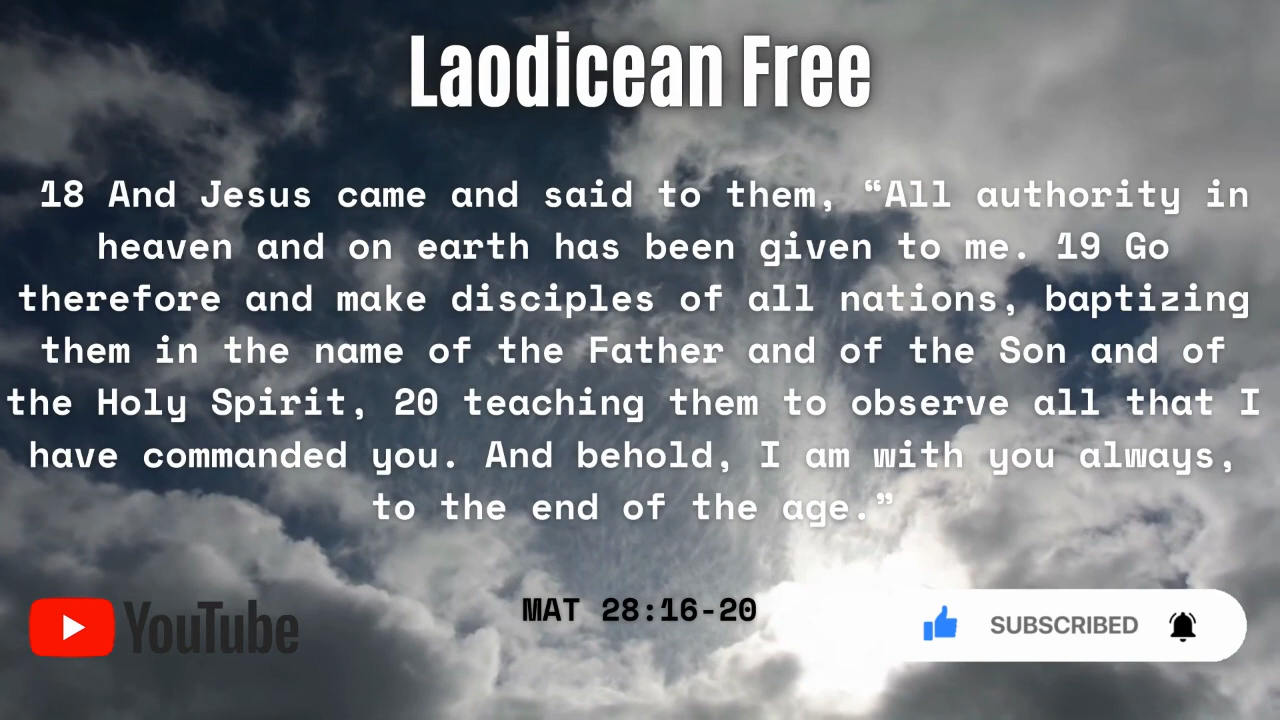 Laodicean Free
18 And Jesus came and said to them, “All authority in
heaven and on earth has been given to me. 19 Go
therefore and make disciples of all nations, baptizing
them in the name of the Father and of the Son and of
the Holy Spirit, 20 teaching them to observe all that I
have commanded you. And behold, I am with you always,
to the end of the age.”
MAT 28:16-20
YouTube
SUBSCRIBED